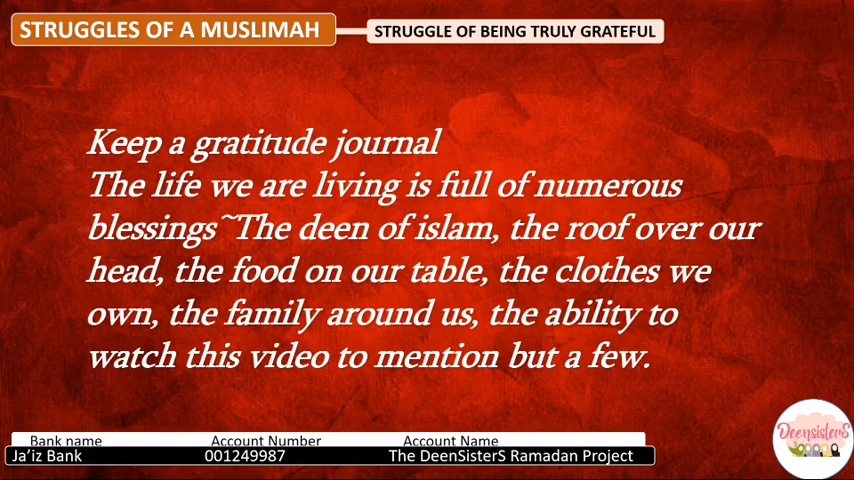 STRUGGLES OF A MUSLIMAH
STRUGGLE OF BEING TRULY GRATEFUL
Keep a gratitude journal
The life we are living is full of numerous
blessings~The deen of islam, the roof over our
head, the food on our table, the clothes we
own, the family around us, the ability to
watch this video to mention but a few.
Bank name Account Number Account Name
Ja'iz Bank 001249987 The DeenSisterS Ramadan Project
DeensisterS